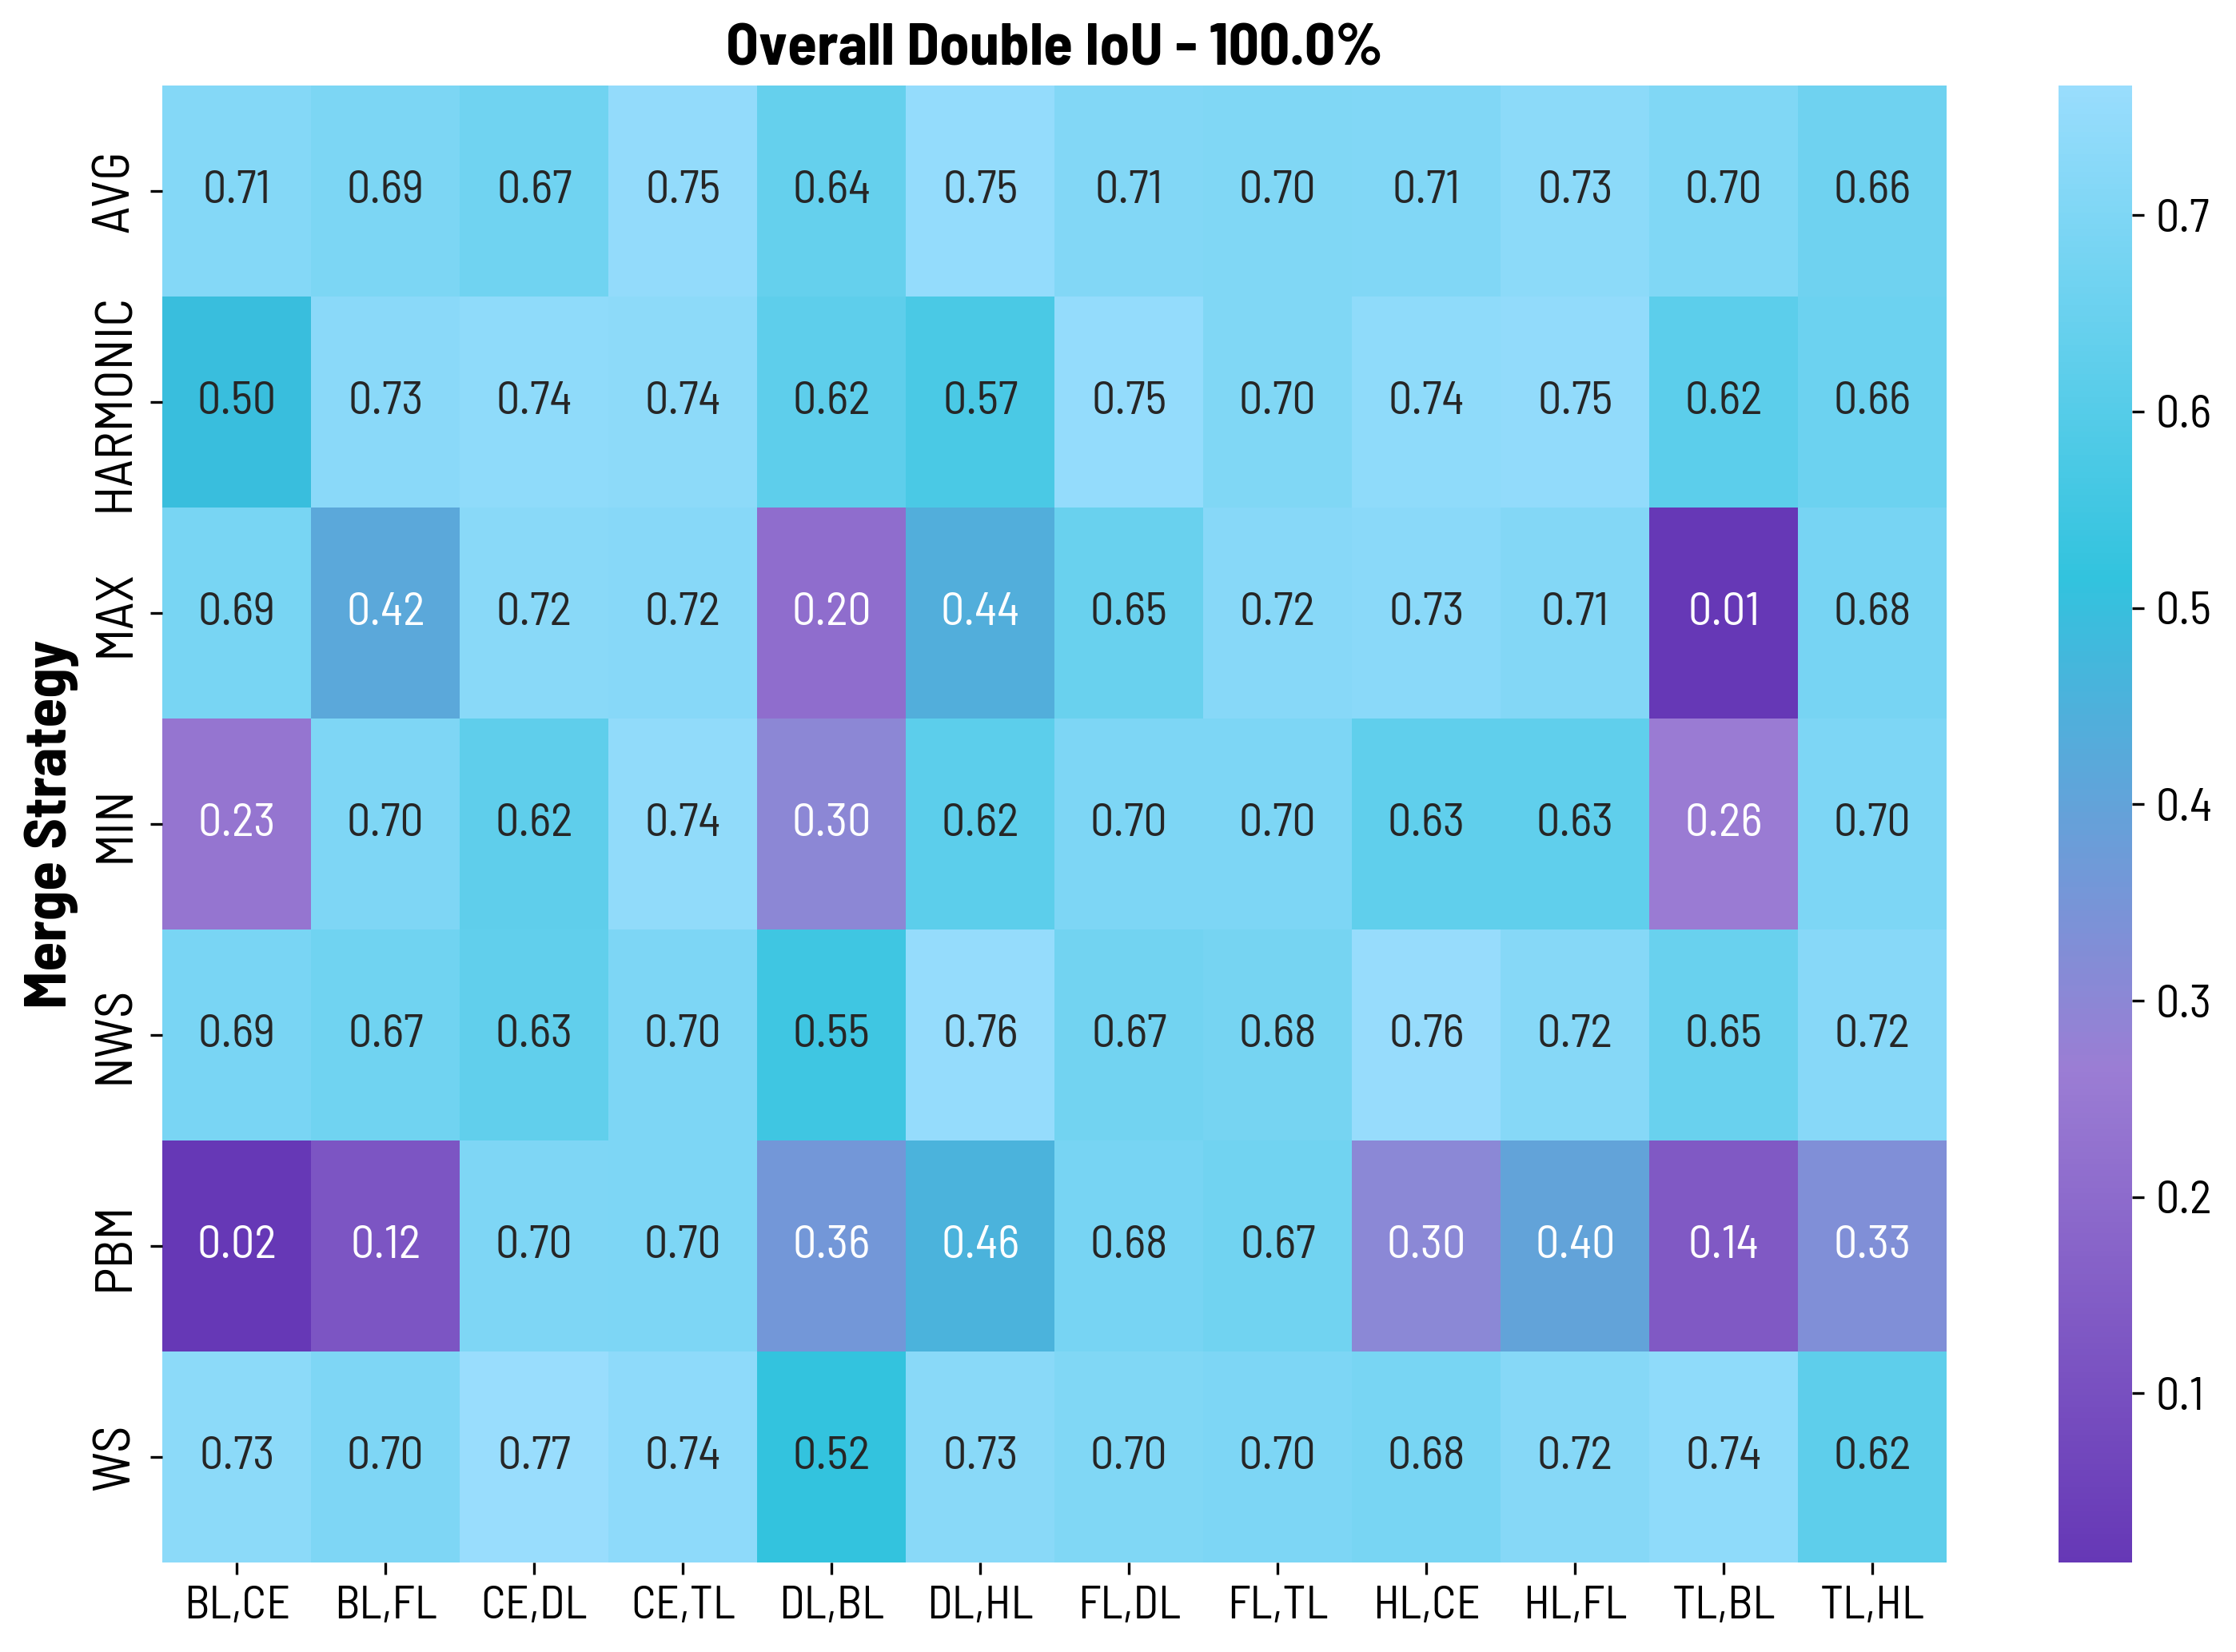 Overall Double IoU - 100.0%
Merge Strategy
AVG 0.71 0.69 0.67 0.75 0.64 0.75 0.71 0.70 0.71 0.73 0.70 0.66
HARMONIC 0.50 0.73 0.74 0.74 0.62 0.57 0.75 0.70 0.74 0.75 0.62 0.66
MAX 0.69 0.42 0.72 0.72 0.20 0.44 0.65 0.72 0.73 0.71 0.01 0.68
MIN 0.23 0.70 0.62 0.74 0.30 0.62 0.70 0.70 0.63 0.63 0.26 0.70
NWS 0.69 0.67 0.63 0.70 0.55 0.76 0.67 0.68 0.76 0.72 0.65 0.72
PBM 0.02 0.12 0.70 0.70 0.36 0.46 0.68 0.67 0.30 0.40 0.14 0.33
WS 0.73 0.70 0.77 0.74 0.52 0.73 0.70 0.70 0.68 0.72 0.74 0.62
BL,CE BL,FL CE,DL CE,TL DL,BL DL,HL FL,DL FL,TL HL,CE HL,FL TL,BL TL,HL
0.7
0.6
0.5
0.4
0.3
0.2
0.1